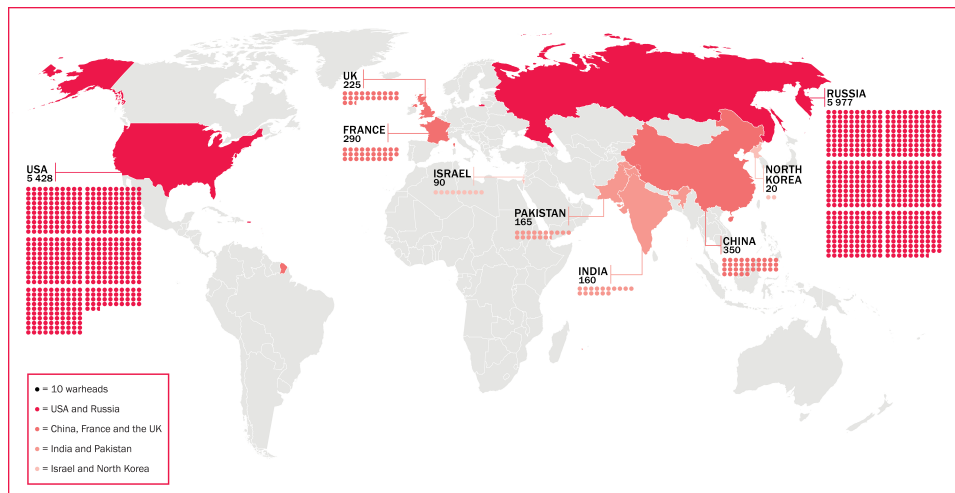 UK
225
FRANCE
290
ISRAEL
90
PAKISTAN
165
INDIA
160
USA
5 428
RUSSIA
5 977
NORTH
KOREA
20
CHINA
350
= 10 warheads
= USA and Russia
= China, France and the UK
= India and Pakistan
= Israel and North Korea